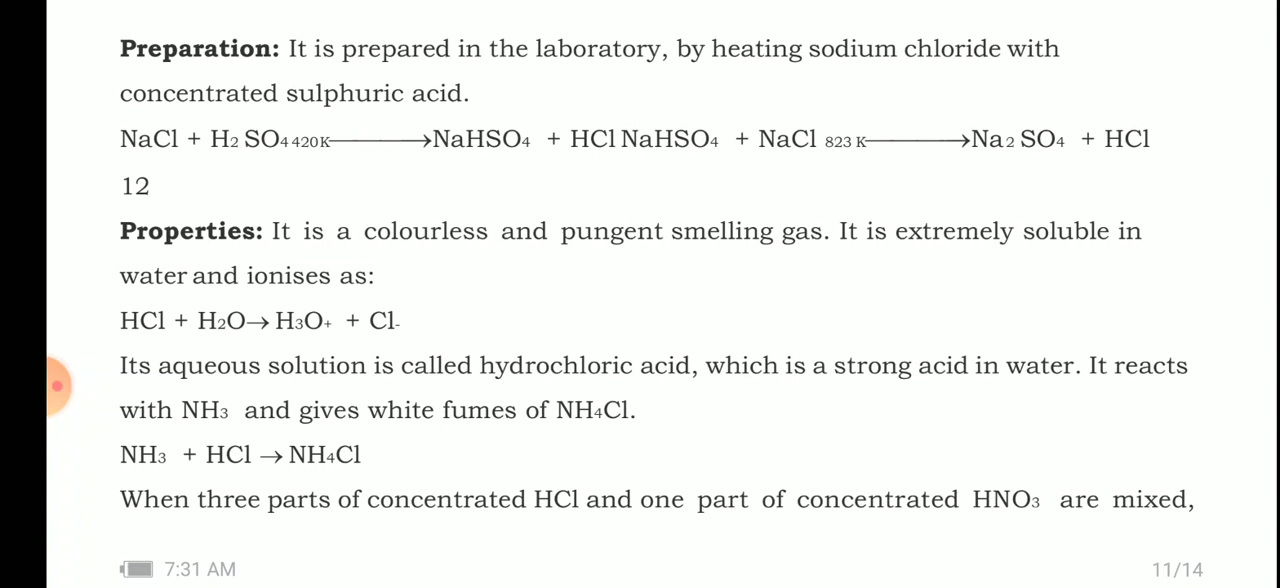 Preparation: It is prepared in the laboratory, by heating sodium chloride with
concentrated sulphuric acid.
NaCl + H2 SO4 420K⟶NaHSO4 + HCl NaHSO4 + NaCl 823 K⟶Na2 SO4 + HCl
12
Properties: It is a colourless and pungent smelling gas. It is extremely soluble in
water and ionises as:
HCl + H2O→ H3O+ + Cl-
Its aqueous solution is called hydrochloric acid, which is a strong acid in water. It reacts
with NH3 and gives white fumes of NH4Cl.
NH3 + HCl → NH4Cl
When three parts of concentrated HCl and one part of concentrated HNO3 are mixed,
7:31 AM 11/14